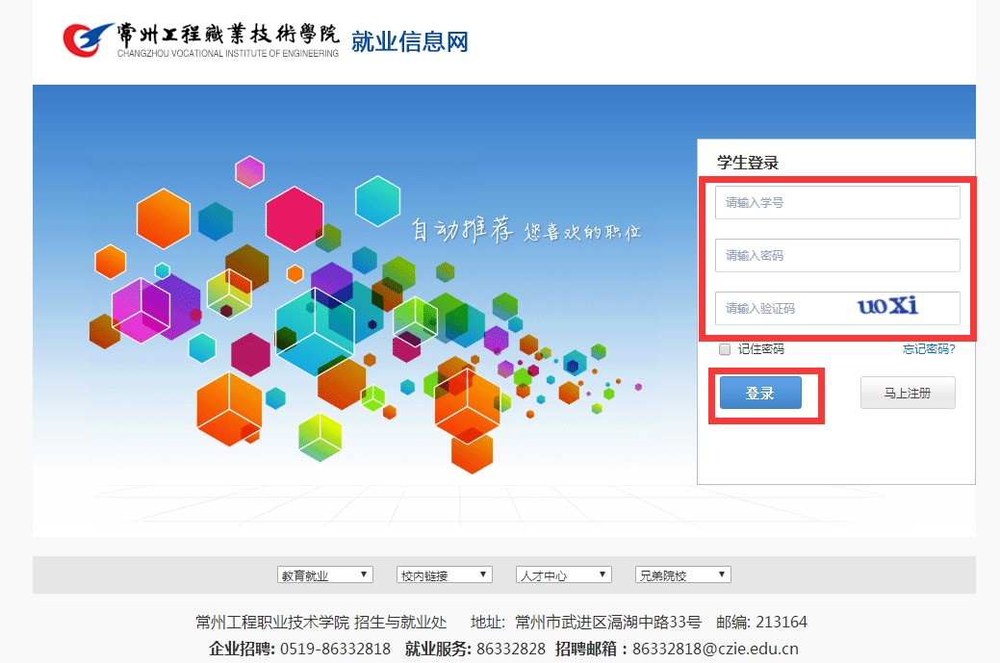 常州工程職業技術學院 就业信息网
CHANGZHOU VOCATIONAL INSTITUTE OF ENGINEERING
学生登录
请输入学号
自动推荐 您喜欢的职位
请输入密码
请输入验证码 uoXi
记住密码 忘记密码?
登录 马上注册
教育就业 校内链接 人才中心 兄弟院校
常州工程职业技术学院 招生与就业处 地址: 常州市武进区滆湖中路33号 邮编: 213164
企业招聘: 0519-86332818 就业服务: 86332828 招聘邮箱：86332818@czie.edu.cn